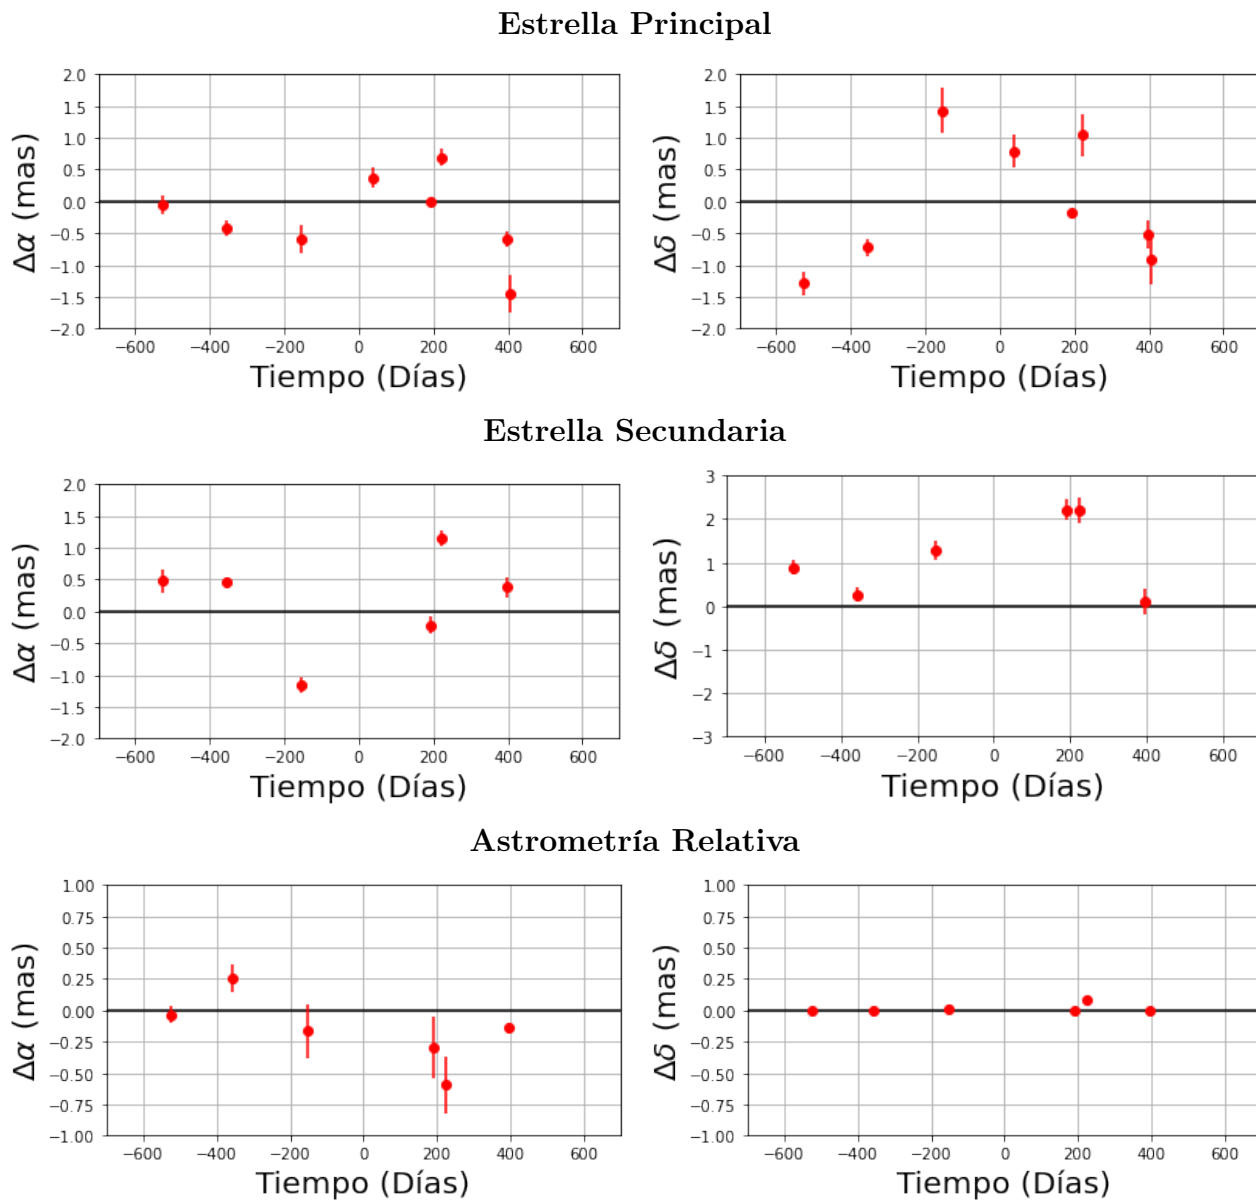 Estrella Principal
2.0
1.5
1.0
0.5
0.0
−0.5
−1.0
−1.5
−2.0
Δα (mas)
−600 −400 −200 0 200 400 600
Tiempo (Días)
2.0
1.5
1.0
0.5
0.0
−0.5
−1.0
−1.5
−2.0
Δδ (mas)
−600 −400 −200 0 200 400 600
Tiempo (Días)
Estrella Secundaria
2.0
1.5
1.0
0.5
0.0
−0.5
−1.0
−1.5
−2.0
Δα (mas)
−600 −400 −200 0 200 400 600
Tiempo (Días)
3
2
1
0
−1
−2
−3
Δδ (mas)
−600 −400 −200 0 200 400 600
Tiempo (Días)
Astrometría Relativa
1.00
0.75
0.50
0.25
0.00
−0.25
−0.50
−0.75
−1.00
Δα (mas)
−600 −400 −200 0 200 400 600
Tiempo (Días)
1.00
0.75
0.50
0.25
0.00
−0.25
−0.50
−0.75
−1.00
Δδ (mas)
−600 −400 −200 0 200 400 600
Tiempo (Días)